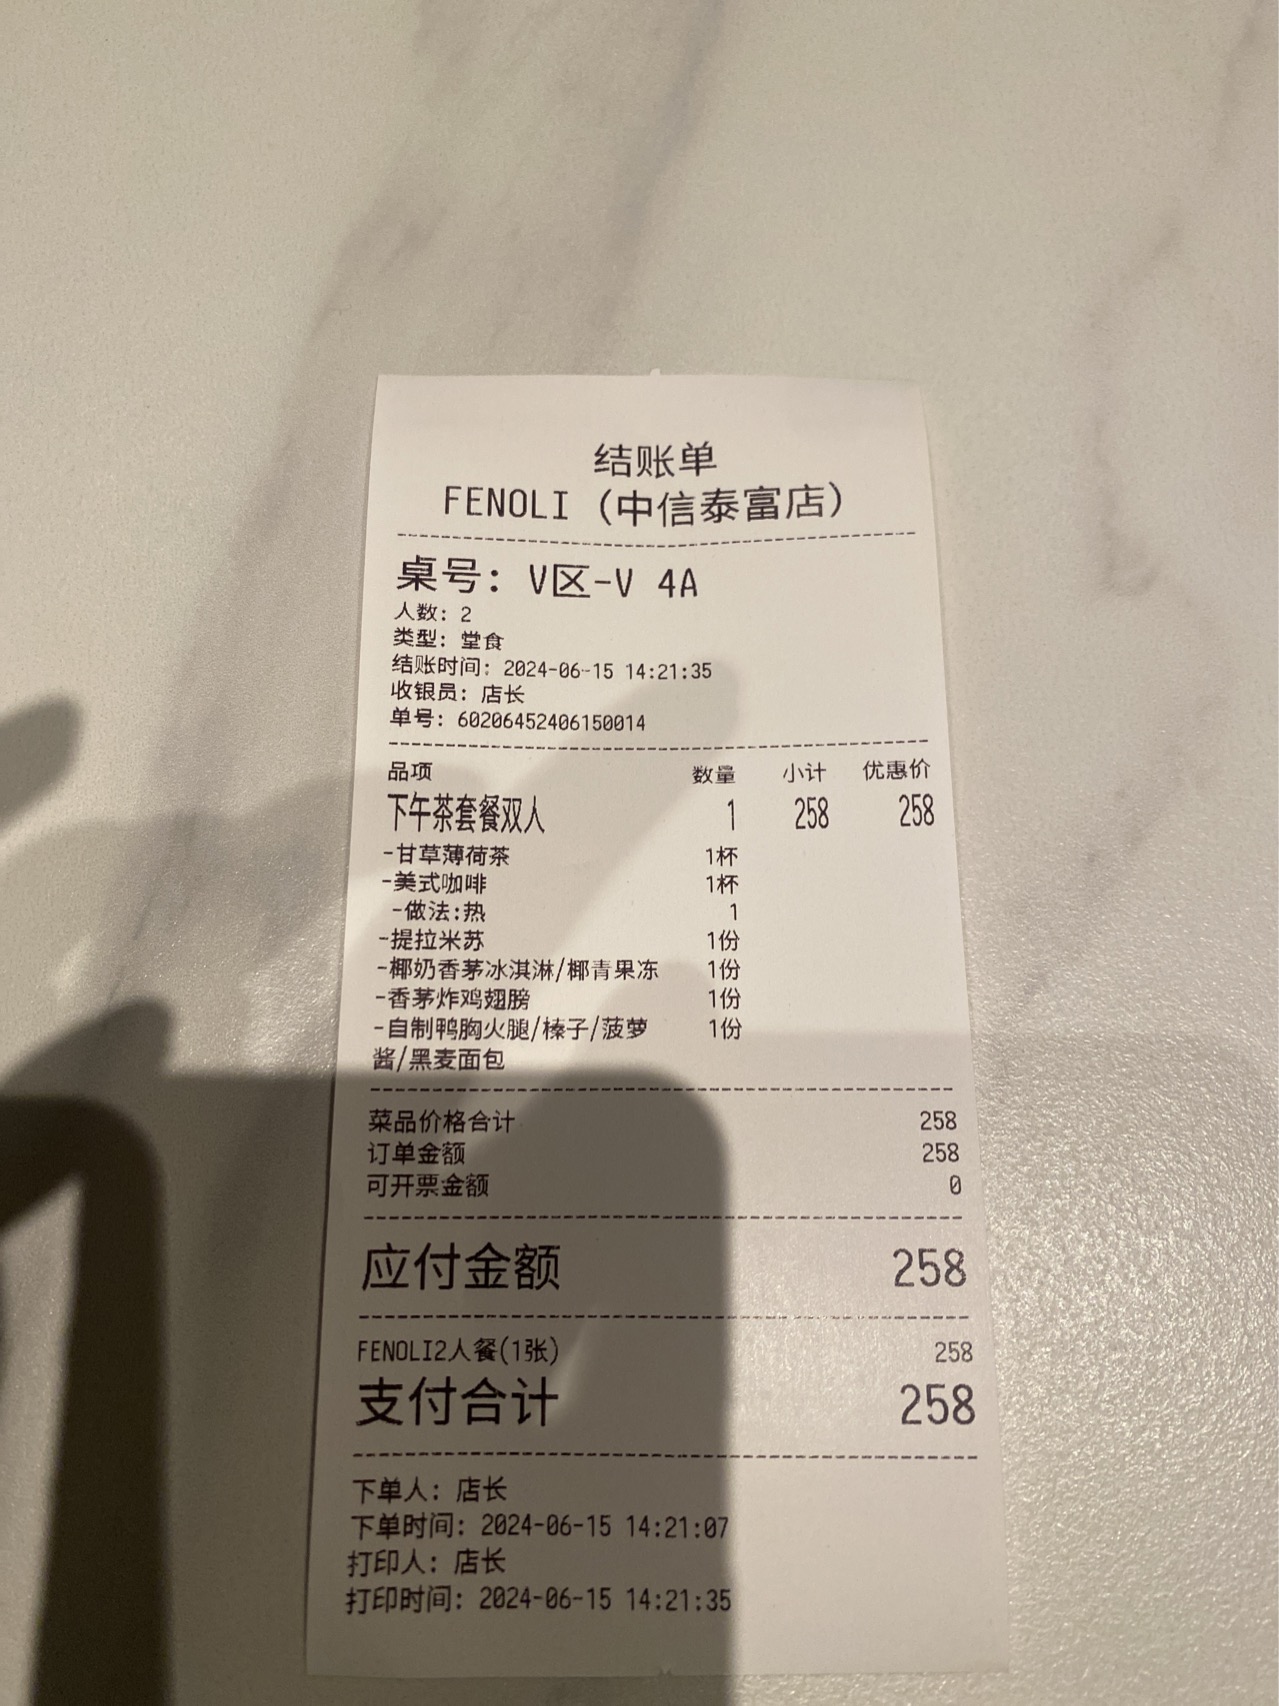 结账单
FENOLI（中信泰富店）
桌号：V区-V 4A
人数：2
类型：堂食
结账时间：2024-06-15 14:21:35
收银员：店长
单号：60206452406150014
品项 数量 小计 优惠价
下午茶套餐双人 1 258 258
-甘草薄荷茶 1杯
-美式咖啡 1杯
-做法:热 1
-提拉米苏 1份
-椰奶香茅冰淇淋/椰青果冻 1份
-香茅炸鸡翅膀 1份
-自制鸭胸火腿/榛子/菠萝 1份
酱/黑麦面包
菜品价格合计 258
订单金额 258
可开票金额 0
应付金额 258
FENOLI2人餐(1张) 258
支付合计 258
下单人：店长
下单时间：2024-06-15 14:21:07
打印人：店长
打印时间：2024-06-15 14:21:35